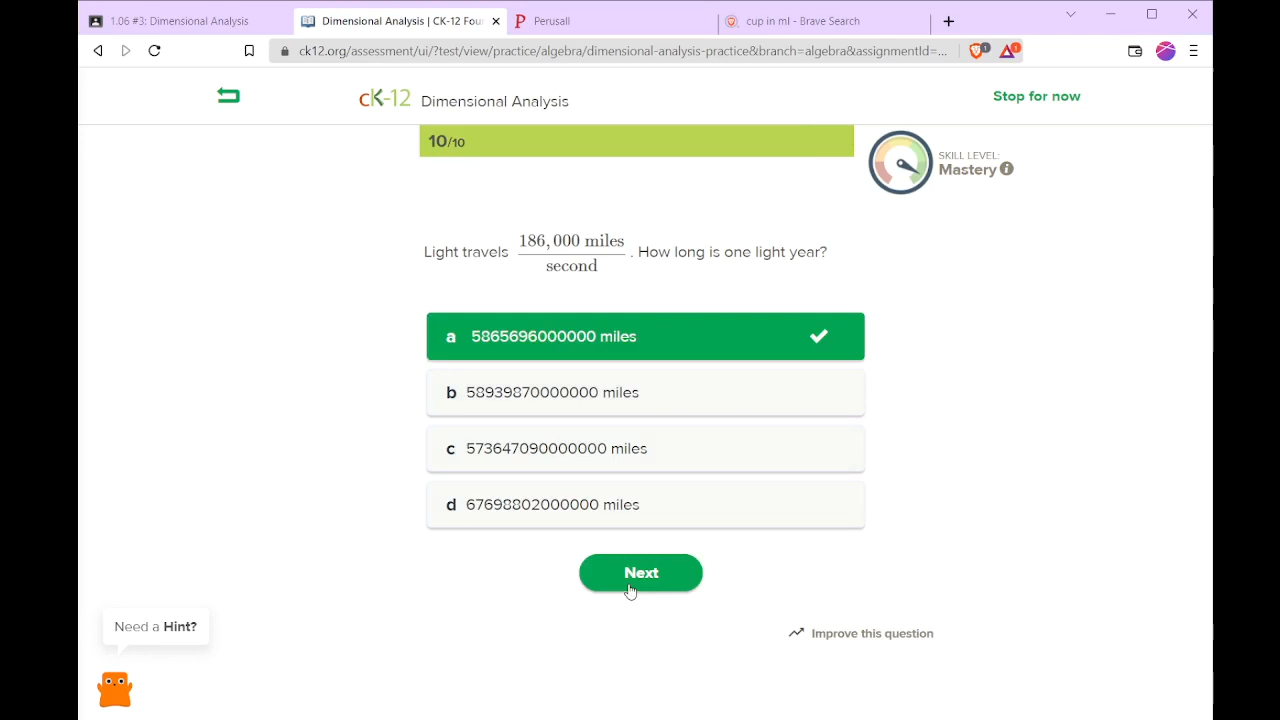 1.06 #3: Dimensional Analysis
Dimensional Analysis | CK-12 Fou
Perusall
cup in ml - Brave Search
ck12.org/assessment/ui/?test/view/practice/algebra/dimensional-analysis-practice&branch=algebra&assignmentId=...
1
1
cK-12 Dimensional Analysis
Stop for now
10/10
SKILL LEVEL:
Mastery i
Light travels 186,000 miles / second . How long is one light year?
a 5865696000000 miles
b 58939870000000 miles
c 573647090000000 miles
d 67698802000000 miles
Next
Need a Hint?
Improve this question